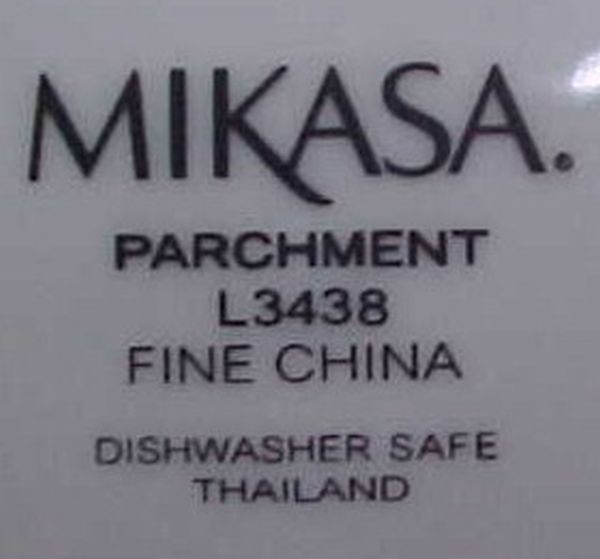 MIKASA®
PARCHMENT
L3438
FINE CHINA
DISHWASHER SAFE
THAILAND